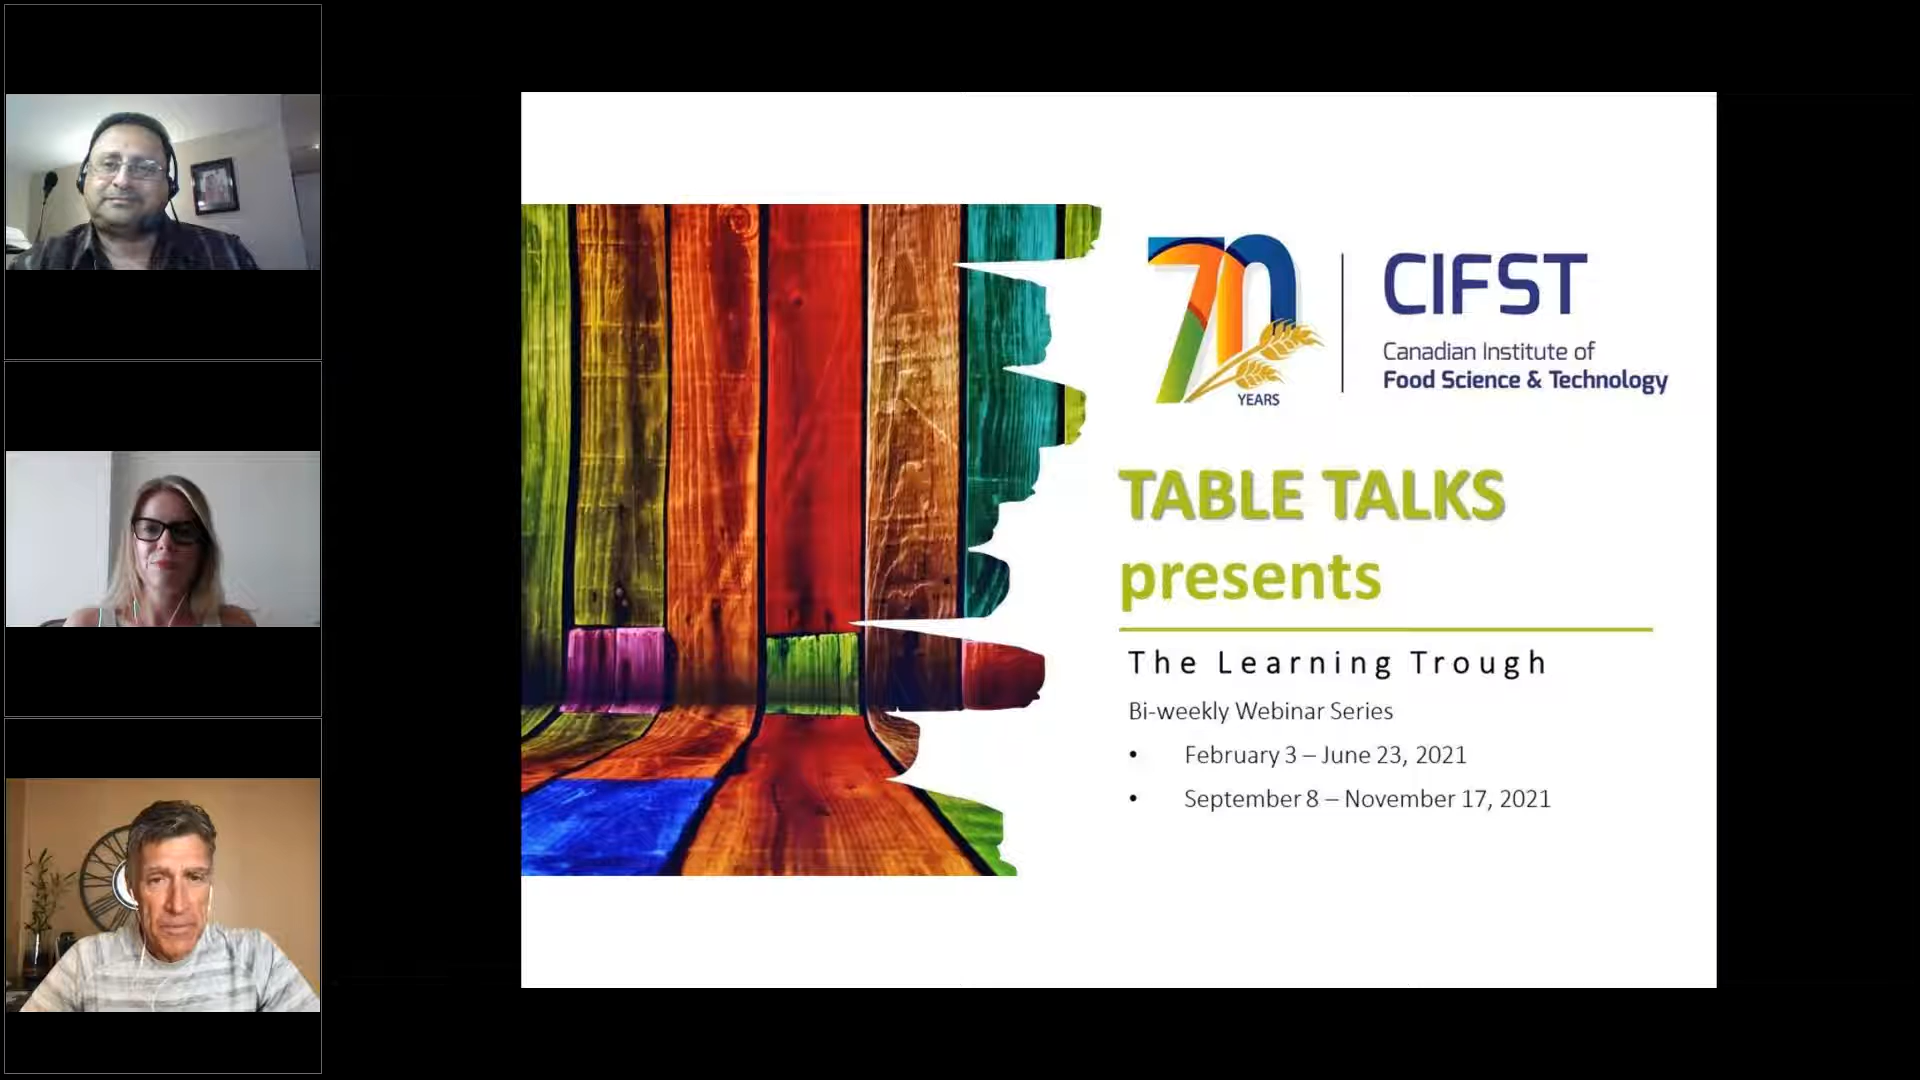 70
YEARS
CIFST
Canadian Institute of
Food Science & Technology
TABLE TALKS
presents
The Learning Trough
Bi-weekly Webinar Series
• February 3 – June 23, 2021
• September 8 – November 17, 2021